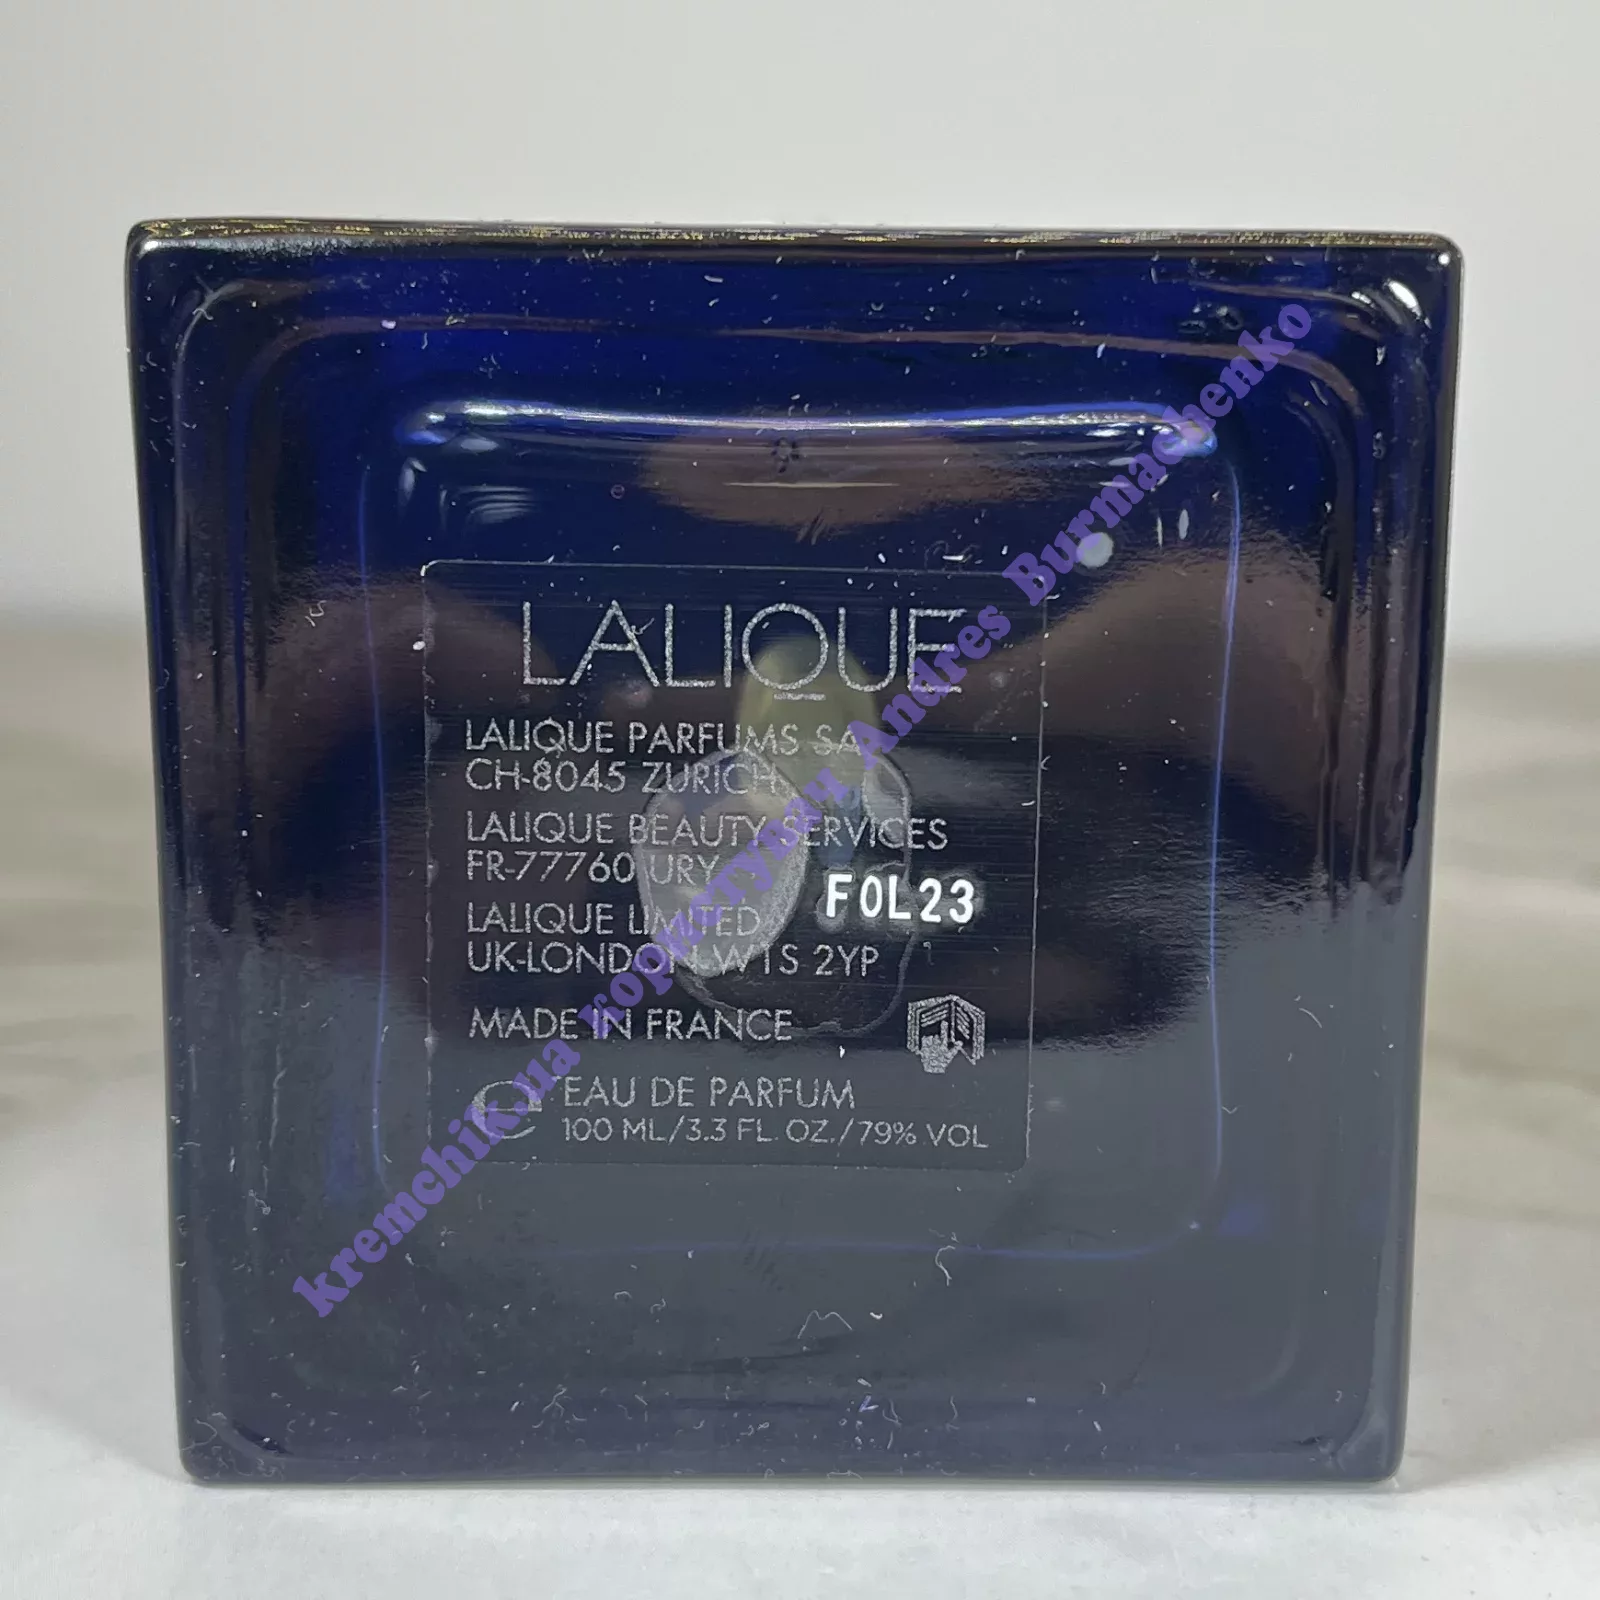 LALIQUE
LALIQUE PARFUMS SA
CH-8045 ZURICH
LALIQUE BEAUTY SERVICES
FR-77760 URY
F0L23
LALIQUE LIMITED
UK-LONDON W1S 2YP
MADE IN FRANCE
EAU DE PARFUM
100 ML/3.3 FL. OZ./79% VOL
kremchik.ua копирупаст Andres Burmachenko